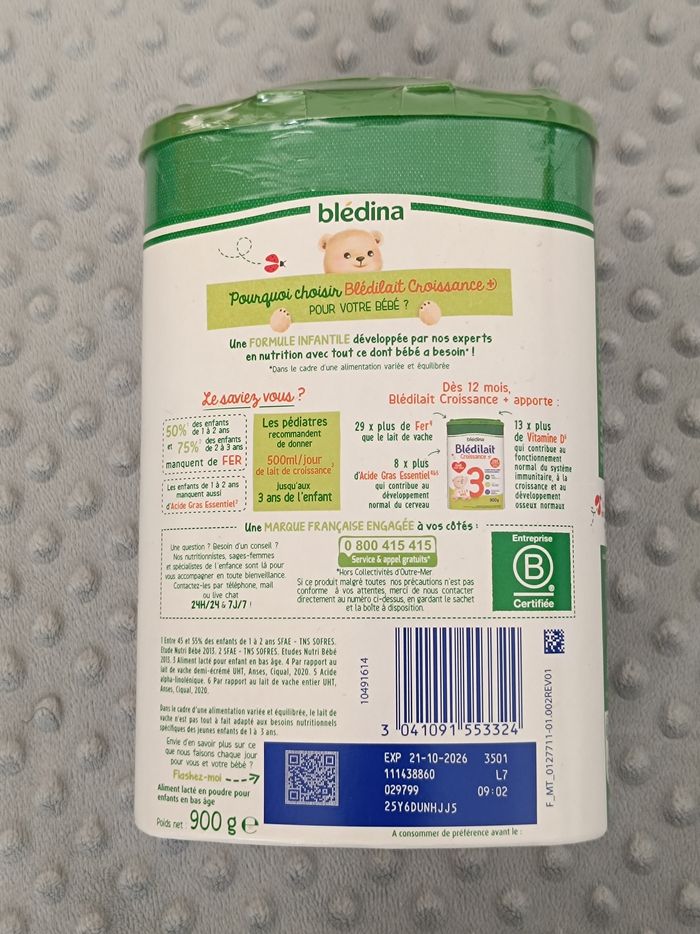 blédina
Pourquoi choisir Blédilait Croissance +
POUR VOTRE BÉBÉ ?
Une FORMULE INFANTILE développée par nos experts
en nutrition avec tout ce dont bébé a besoin* !
*Dans le cadre d'une alimentation variée et équilibrée
Le saviez vous ?
50%¹ des enfants
de 1 à 2 ans
et 75%² des enfants
de 2 à 3 ans
manquent de FER
Les enfants de 1 à 2 ans
manquent aussi
d'Acide Gras Essentiel²
Les pédiatres
recommandent
de donner
500ml/jour
de lait de croissance³
jusqu'aux
3 ans de l'enfant
Dès 12 mois,
Blédilait Croissance + apporte :
29 x plus de Fer⁴
que le lait de vache
8 x plus
d'Acide Gras Essentiel
qui contribue au
développement
normal du cerveau
blédina
Blédilait
Croissance +
3
900g
13 x plus
de Vitamine D⁶
qui contribue au
fonctionnement
normal du système
immunitaire, à la
croissance et au
développement
osseux normaux
Une MARQUE FRANÇAISE ENGAGÉE à vos côtés :
Une question ? Besoin d'un conseil ?
Nos nutritionnistes, sages-femmes
et spécialistes de l'enfance sont là pour
vous accompagner en toute bienveillance.
Contactez-les par téléphone, mail
ou live chat
24H/24 & 7J/7 !
0 800 415 415
Service & appel gratuits*
*Hors Collectivités d'Outre-Mer
Si ce produit malgré toutes nos précautions n'est pas
conforme à vos attentes, merci de nous contacter
directement au numéro ci-dessus, en gardant le sachet
et la boîte à disposition.
Entreprise
B
Certifiée
1 Entre 45 et 55% des enfants de 1 à 2 ans SFAE - TNS SOFRES.
Etude Nutri Bébé 2013. 2 SFAE - TNS SOFRES. Etudes Nutri Bébé
2013. 3 Aliment lacté pour enfant en bas âge. 4 Par rapport au
lait de vache demi-écrémé UHT, Anses, Ciqual, 2020. 5 Acide
alpha-linolénique. 6 Par rapport au lait de vache entier UHT,
Anses, Ciqual, 2020.
Dans le cadre d'une alimentation variée et équilibrée, le lait de
vache n'est pas tout à fait adapté aux besoins nutritionnels
spécifiques des jeunes enfants de 1 à 3 ans.
Envie d'en savoir plus sur ce
que nous faisons chaque jour
pour vous et votre bébé ?
Flashez-moi
Aliment lacté en poudre pour
enfants en bas âge
Poids net : 900 g e
10491614
3 041091 553324
EXP 21-10-2026 3501
111438860 L7
029799 09:02
25Y6DUNHJJ5
A consommer de préférence avant le :
F_MT_0127711-01.002REV01